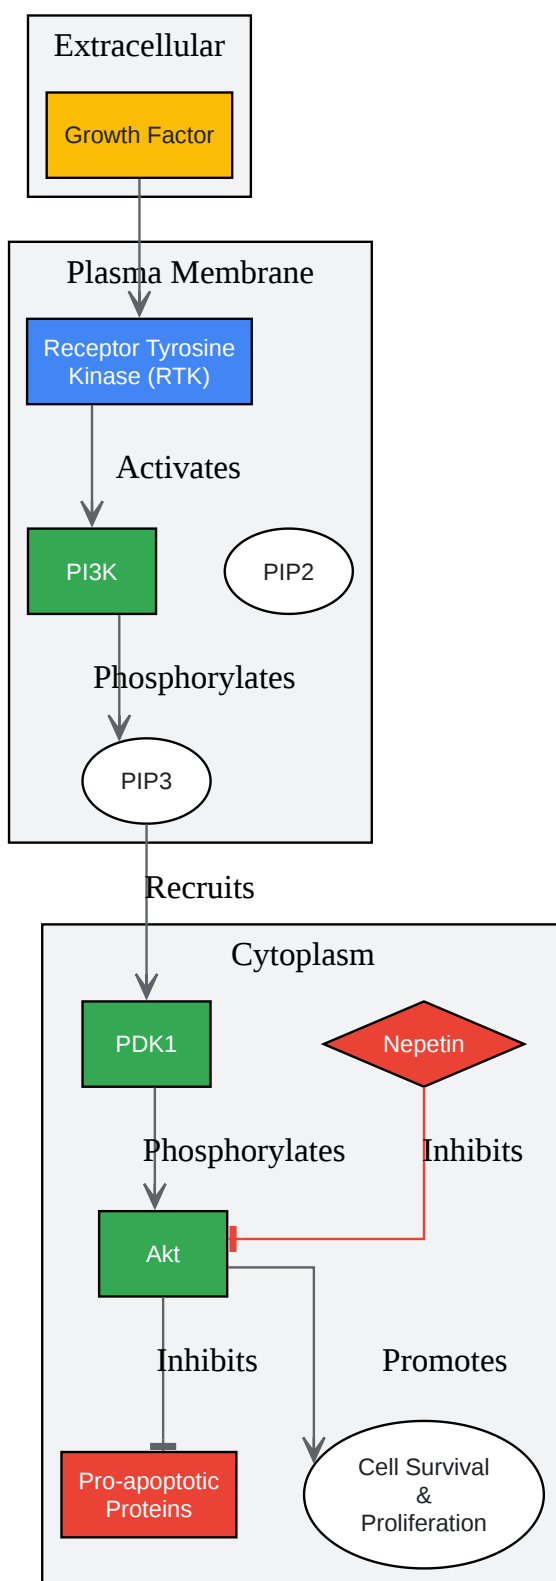 Extracellular
Growth Factor
Plasma Membrane
Receptor Tyrosine
Kinase (RTK)
Activates
PI3K
PIP2
Phosphorylates
PIP3
Recruits
Cytoplasm
PDK1
Nepetin
Phosphorylates
Inhibits
Akt
Inhibits
Promotes
Pro-apoptotic
Proteins
Cell Survival
&
Proliferation